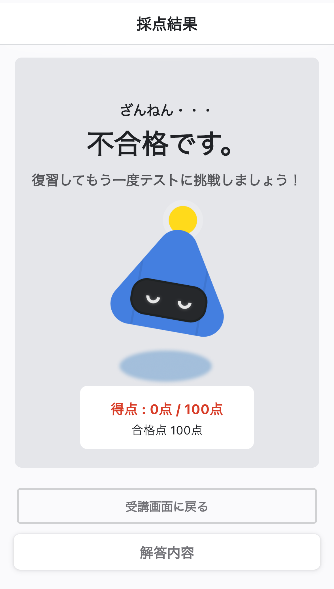 採点結果
ざんねん・・・
不合格です。
復習してもう一度テストに挑戦しましょう！
得点 : 0点 / 100点
合格点 100点
受講画面に戻る
解答内容